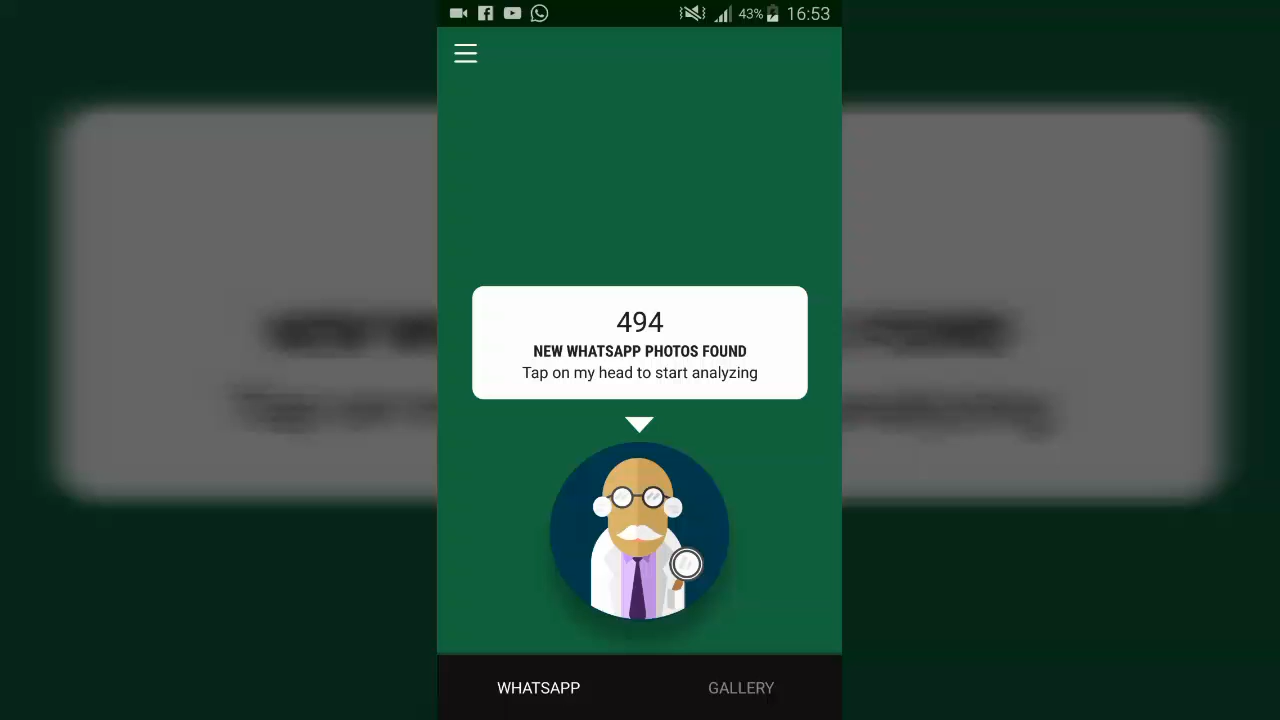 43% 16:53
494
NEW WHATSAPP PHOTOS FOUND
Tap on my head to start analyzing
WHATSAPP GALLERY